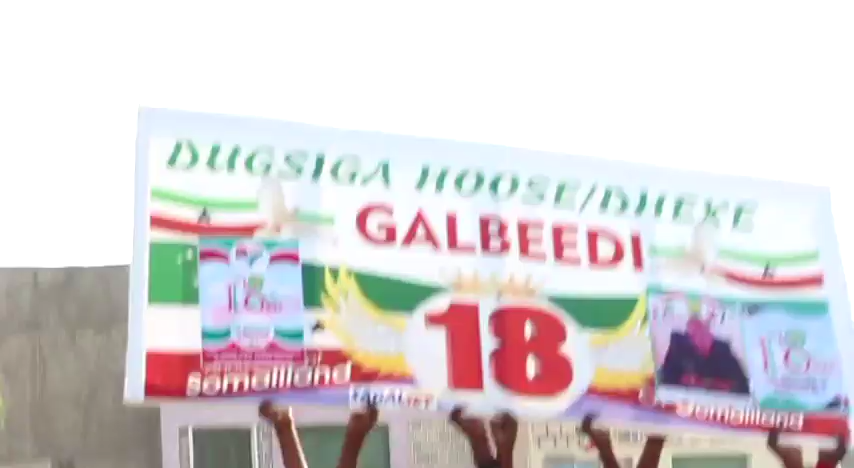 DUGSIGA HOOSE/DHEXE
GALBEEDI
18
somaliland
somaliland